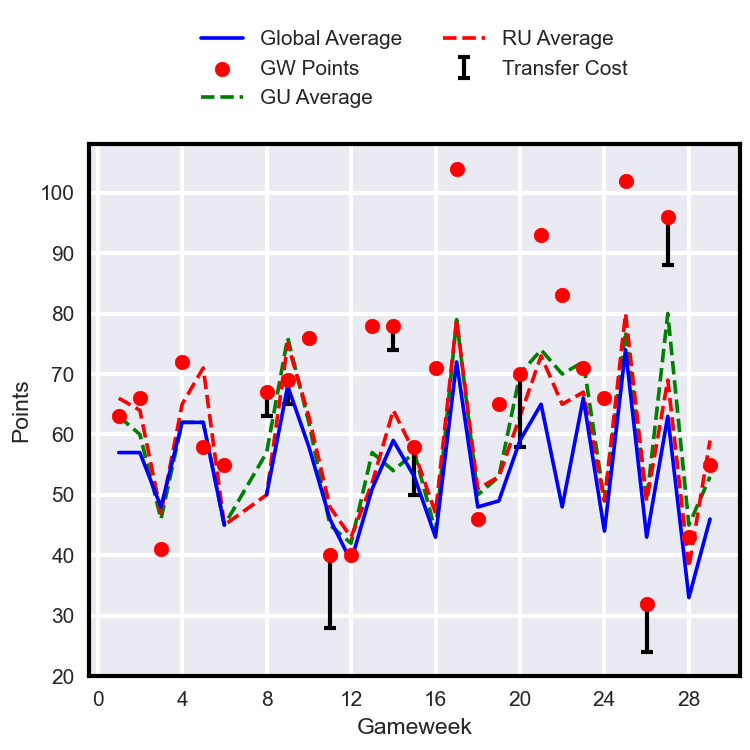 Global Average
GW Points
GU Average
RU Average
Transfer Cost
Points
100
90
80
70
60
50
40
30
20
0 4 8 12 16 20 24 28
Gameweek